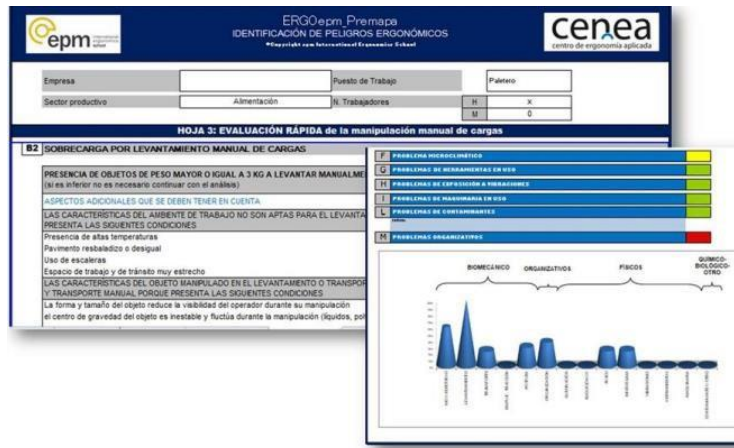 epm
ERGOepm_Premapa
IDENTIFICACIÓN DE PELIGROS ERGONÓMICOS
©Copyright epm International Ergonomics School
cenea
centro de ergonomía aplicada
Empresa
Puesto de Trabajo
Paletero
Sector productivo
Alimentación
N. Trabajadores
H
x
M
0
HOJA 3: EVALUACIÓN RÁPIDA de la manipulación manual de cargas
B2 SOBRECARGA POR LEVANTAMIENTO MANUAL DE CARGAS
PRESENCIA DE OBJETOS DE PESO MAYOR O IGUAL A 3 KG A LEVANTAR MANUALME
(si es inferior no es necesario continuar con el análisis)
ASPECTOS ADICIONALES QUE SE DEBEN TENER EN CUENTA
LAS CARACTERÍSTICAS DEL AMBIENTE DE TRABAJO NO SON APTAS PARA EL LEVANTA
PRESENTA LAS SIGUIENTES CONDICIONES
Presencia de altas temperaturas
Pavimento resbaladizo o desigual
Uso de escaleras
Espacio de trabajo y de tránsito muy estrecho
LAS CARACTERÍSTICAS DEL OBJETO MANIPULADO EN EL LEVANTAMIENTO O TRANSPOR
Y TRANSPORTE MANUAL PORQUE PRESENTA LAS SIGUIENTES CONDICIONES
La forma y tamaño del objeto reduce la visibilidad del operador durante su manipulación
el centro de gravedad del objeto es inestable y fluctúa durante la manipulación (líquidos, pol
F PROBLEMA MICROCLIMÁTICO
G PROBLEMAS DE HERRAMIENTAS EN USO
H PROBLEMAS DE EXPOSICIÓN A VIBRACIONES
I PROBLEMAS DE MAQUINARIA EN USO
L PROBLEMAS DE CONTAMINANTES
M PROBLEMAS ORGANIZATIVOS
BIOMECÁNICO
ORGANIZATIVOS
FÍSICOS
QUÍMICO-
BIOLÓGICO-
OTRO